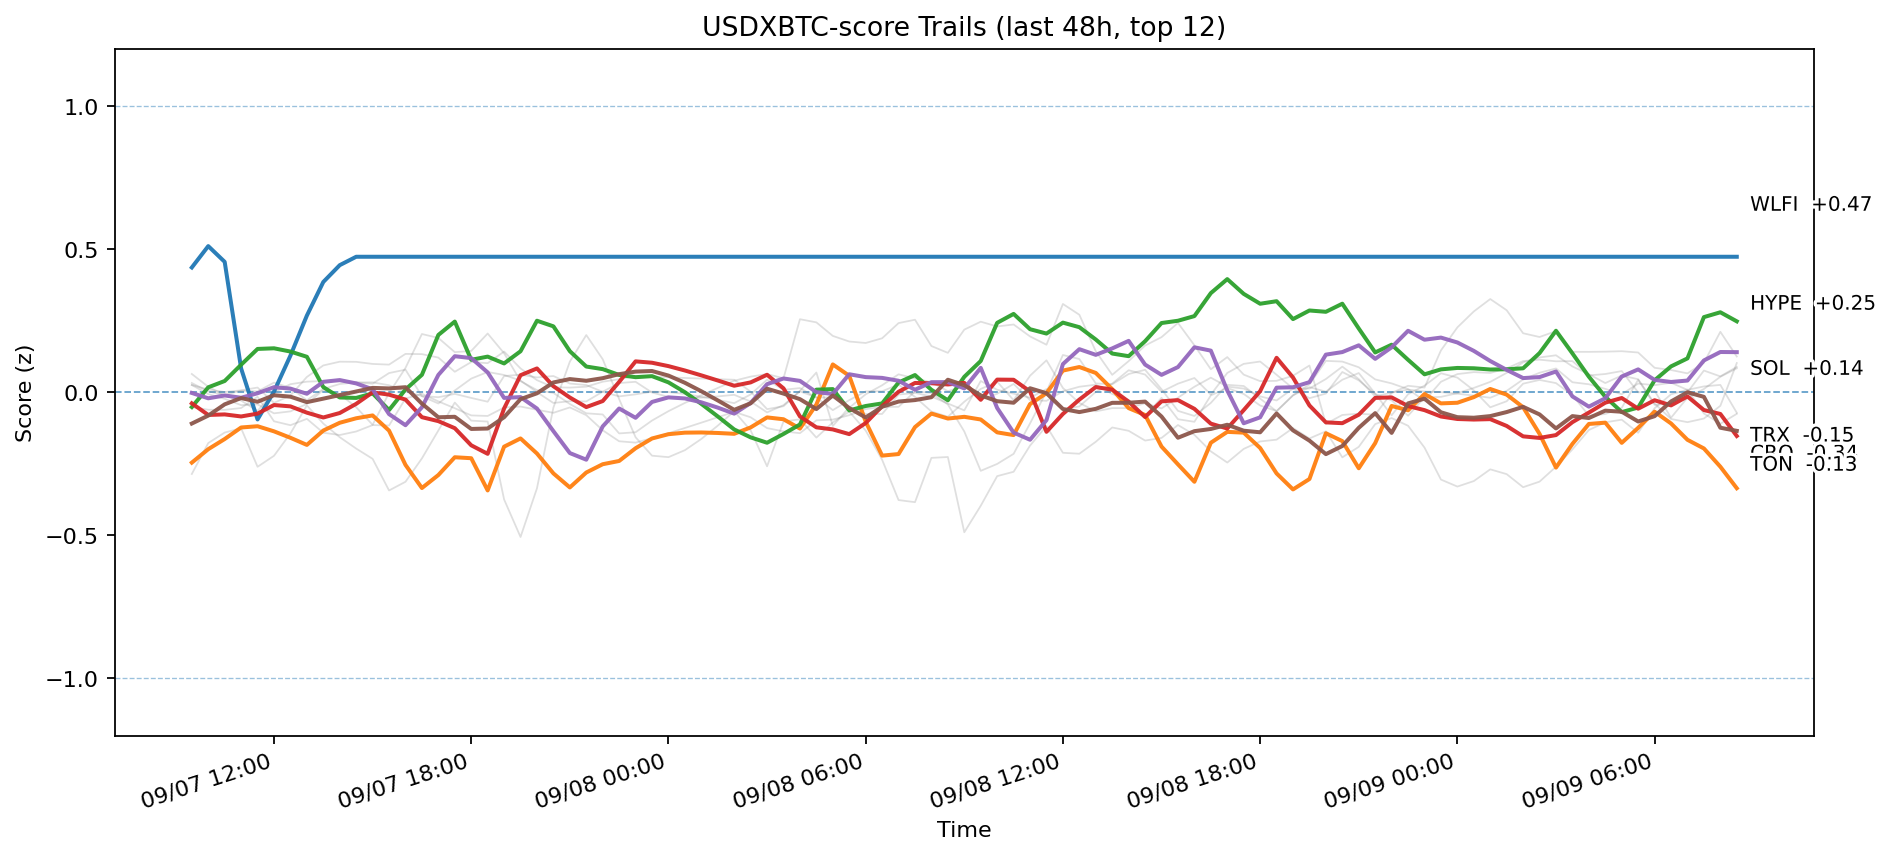 USDXBTC-score Trails (last 48h, top 12)
Score (z)
1.0
0.5
0.0
−0.5
−1.0
WLFI +0.47
HYPE +0.25
SOL +0.14
TRX -0.15
CRO -0.34
TON -0.13
09/07 12:00
09/07 18:00
09/08 00:00
09/08 06:00
09/08 12:00
09/08 18:00
09/09 00:00
09/09 06:00
Time